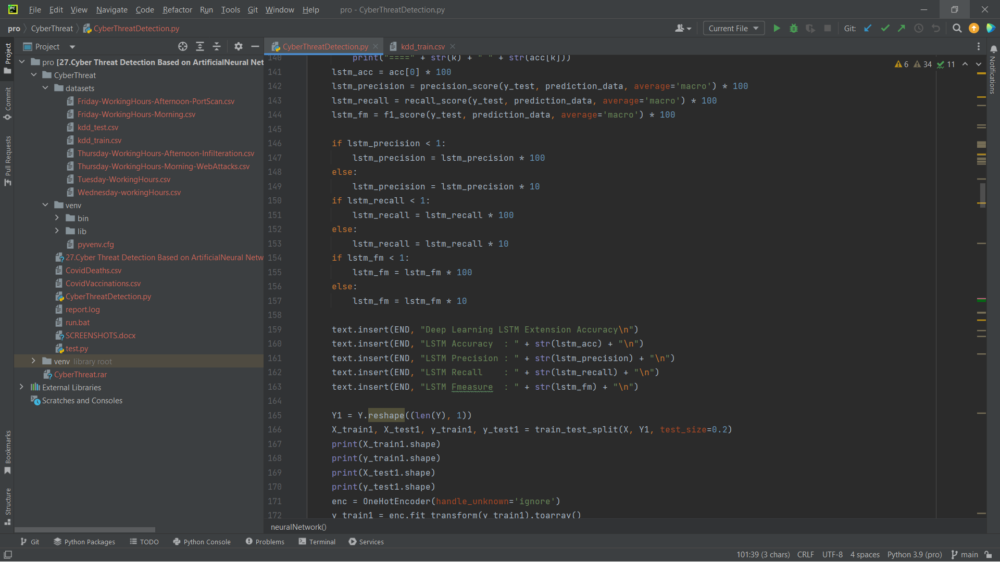 File Edit View Navigate Code Refactor Run Tools Git Window Help pro - CyberThreatDetection.py
pro CyberThreat CyberThreatDetection.py Current File Git:
Project
CyberThreatDetection.py kdd_train.csv
pro [27.Cyber Threat Detection Based on ArtificialNeural Net
CyberThreat
datasets
Friday-WorkingHours-Afternoon-PortScan.csv
Friday-WorkingHours-Morning.csv
kdd_test.csv
kdd_train.csv
Thursday-WorkingHours-Afternoon-Infilteration.csv
Thursday-WorkingHours-Morning-WebAttacks.csv
Tuesday-WorkingHours.csv
Wednesday-workingHours.csv
venv
bin
lib
pyvenv.cfg
27.Cyber Threat Detection Based on ArtificialNeural Netw
CovidDeaths.csv
CovidVaccinations.csv
CyberThreatDetection.py
report.log
run.bat
SCREENSHOTS.docx
test.py
venv library root
CyberThreat.rar
External Libraries
Scratches and Consoles
Project
Commit
Pull Requests
Bookmarks
Structure
6 34 11
Notifications
140 print("====" + str(k) + " " + str(acc[k]))
141 lstm_acc = acc[0] * 100
142 lstm_precision = precision_score(y_test, prediction_data, average='macro') * 100
143 lstm_recall = recall_score(y_test, prediction_data, average='macro') * 100
144 lstm_fm = f1_score(y_test, prediction_data, average='macro') * 100
145
146 if lstm_precision < 1:
147 lstm_precision = lstm_precision * 100
148 else:
149 lstm_precision = lstm_precision * 10
150 if lstm_recall < 1:
151 lstm_recall = lstm_recall * 100
152 else:
153 lstm_recall = lstm_recall * 10
154 if lstm_fm < 1:
155 lstm_fm = lstm_fm * 100
156 else:
157 lstm_fm = lstm_fm * 10
158
159 text.insert(END, "Deep Learning LSTM Extension Accuracy\n")
160 text.insert(END, "LSTM Accuracy  : " + str(lstm_acc) + "\n")
161 text.insert(END, "LSTM Precision : " + str(lstm_precision) + "\n")
162 text.insert(END, "LSTM Recall    : " + str(lstm_recall) + "\n")
163 text.insert(END, "LSTM Fmeasure  : " + str(lstm_fm) + "\n")
164
165 Y1 = Y.reshape((len(Y), 1))
166 X_train1, X_test1, y_train1, y_test1 = train_test_split(X, Y1, test_size=0.2)
167 print(X_train1.shape)
168 print(y_train1.shape)
169 print(X_test1.shape)
170 print(y_test1.shape)
171 enc = OneHotEncoder(handle_unknown='ignore')
172 y_train1 = enc.fit_transform(y_train1).toarray()
neuralNetwork()
Git Python Packages TODO Python Console Problems Terminal Services
101:39 (3 chars) CRLF UTF-8 4 spaces Python 3.9 (pro) main